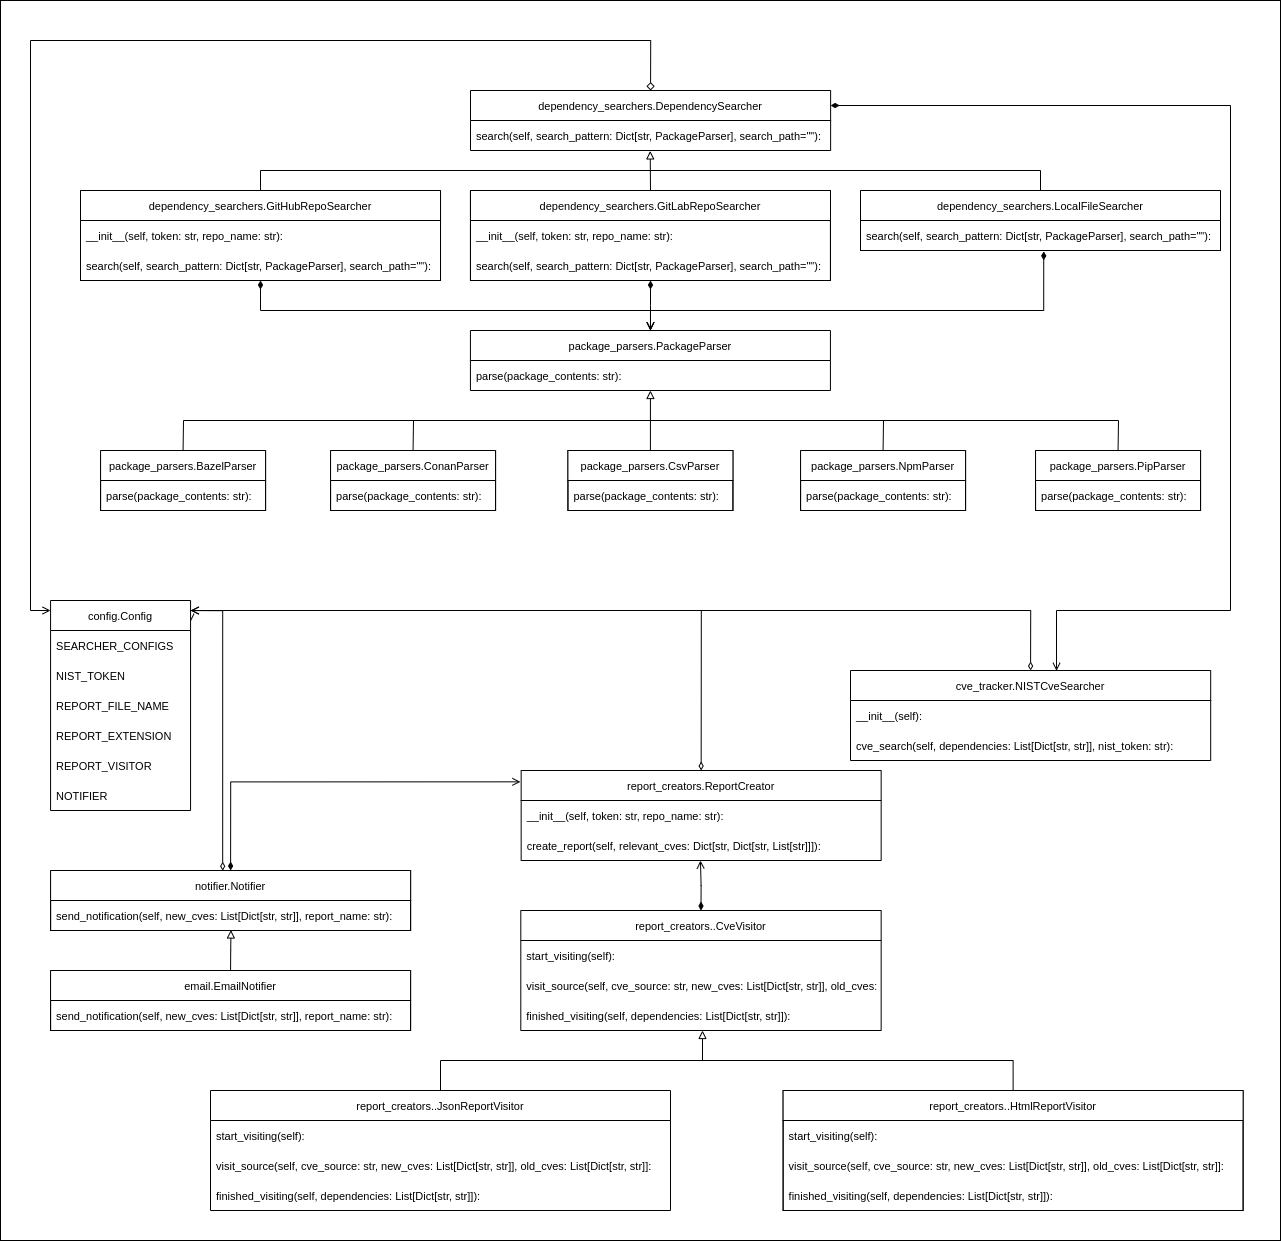 dependency_searchers.DependencySearcher
search(self, search_pattern: Dict[str, PackageParser], search_path=""):
dependency_searchers.GitHubRepoSearcher
__init__(self, token: str, repo_name: str):
search(self, search_pattern: Dict[str, PackageParser], search_path=""):
dependency_searchers.GitLabRepoSearcher
__init__(self, token: str, repo_name: str):
search(self, search_pattern: Dict[str, PackageParser], search_path=""):
dependency_searchers.LocalFileSearcher
search(self, search_pattern: Dict[str, PackageParser], search_path=""):
package_parsers.PackageParser
parse(package_contents: str):
package_parsers.BazelParser
parse(package_contents: str):
package_parsers.ConanParser
parse(package_contents: str):
package_parsers.CsvParser
parse(package_contents: str):
package_parsers.NpmParser
parse(package_contents: str):
package_parsers.PipParser
parse(package_contents: str):
config.Config
SEARCHER_CONFIGS
NIST_TOKEN
REPORT_FILE_NAME
REPORT_EXTENSION
REPORT_VISITOR
NOTIFIER
cve_tracker.NISTCveSearcher
__init__(self):
cve_search(self, dependencies: List[Dict[str, str]], nist_token: str):
report_creators.ReportCreator
__init__(self, token: str, repo_name: str):
create_report(self, relevant_cves: Dict[str, Dict[str, List[str]]]):
notifier.Notifier
send_notification(self, new_cves: List[Dict[str, str]], report_name: str):
email.EmailNotifier
send_notification(self, new_cves: List[Dict[str, str]], report_name: str):
report_creators..CveVisitor
start_visiting(self):
visit_source(self, cve_source: str, new_cves: List[Dict[str, str]], old_cves:
finished_visiting(self, dependencies: List[Dict[str, str]]):
report_creators..JsonReportVisitor
start_visiting(self):
visit_source(self, cve_source: str, new_cves: List[Dict[str, str]], old_cves: List[Dict[str, str]]:
finished_visiting(self, dependencies: List[Dict[str, str]]):
report_creators..HtmlReportVisitor
start_visiting(self):
visit_source(self, cve_source: str, new_cves: List[Dict[str, str]], old_cves: List[Dict[str, str]]:
finished_visiting(self, dependencies: List[Dict[str, str]]):